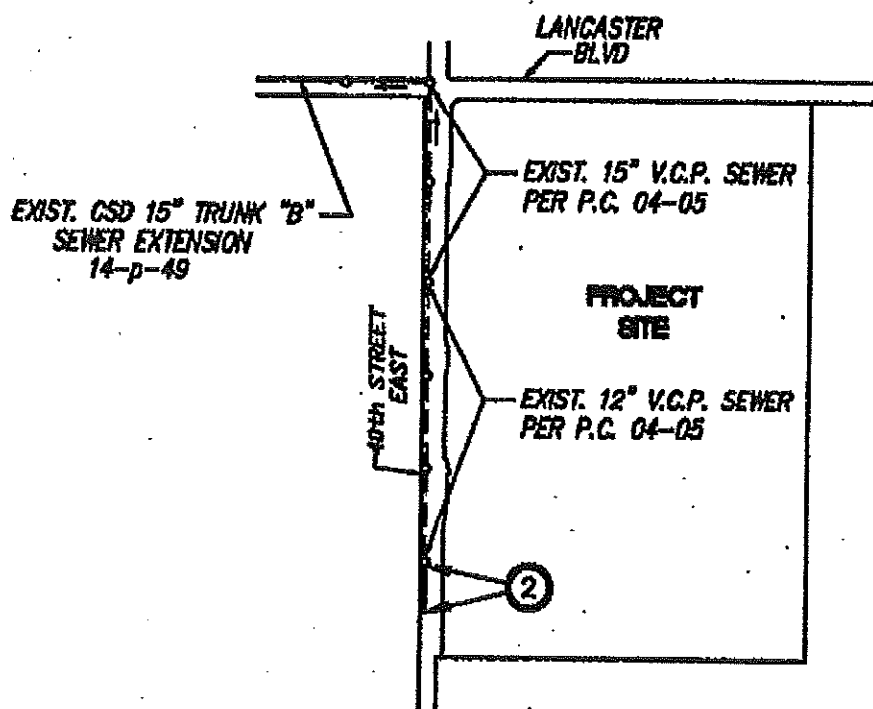 LANCASTER
BLVD
EXIST. 15" V.C.P. SEWER
PER P.C. 04-05
EXIST. CSD 15" TRUNK "B"
SEWER EXTENSION
14-p-49
PROJECT
SITE
40th STREET
EAST
EXIST. 12" V.C.P. SEWER
PER P.C. 04-05
2